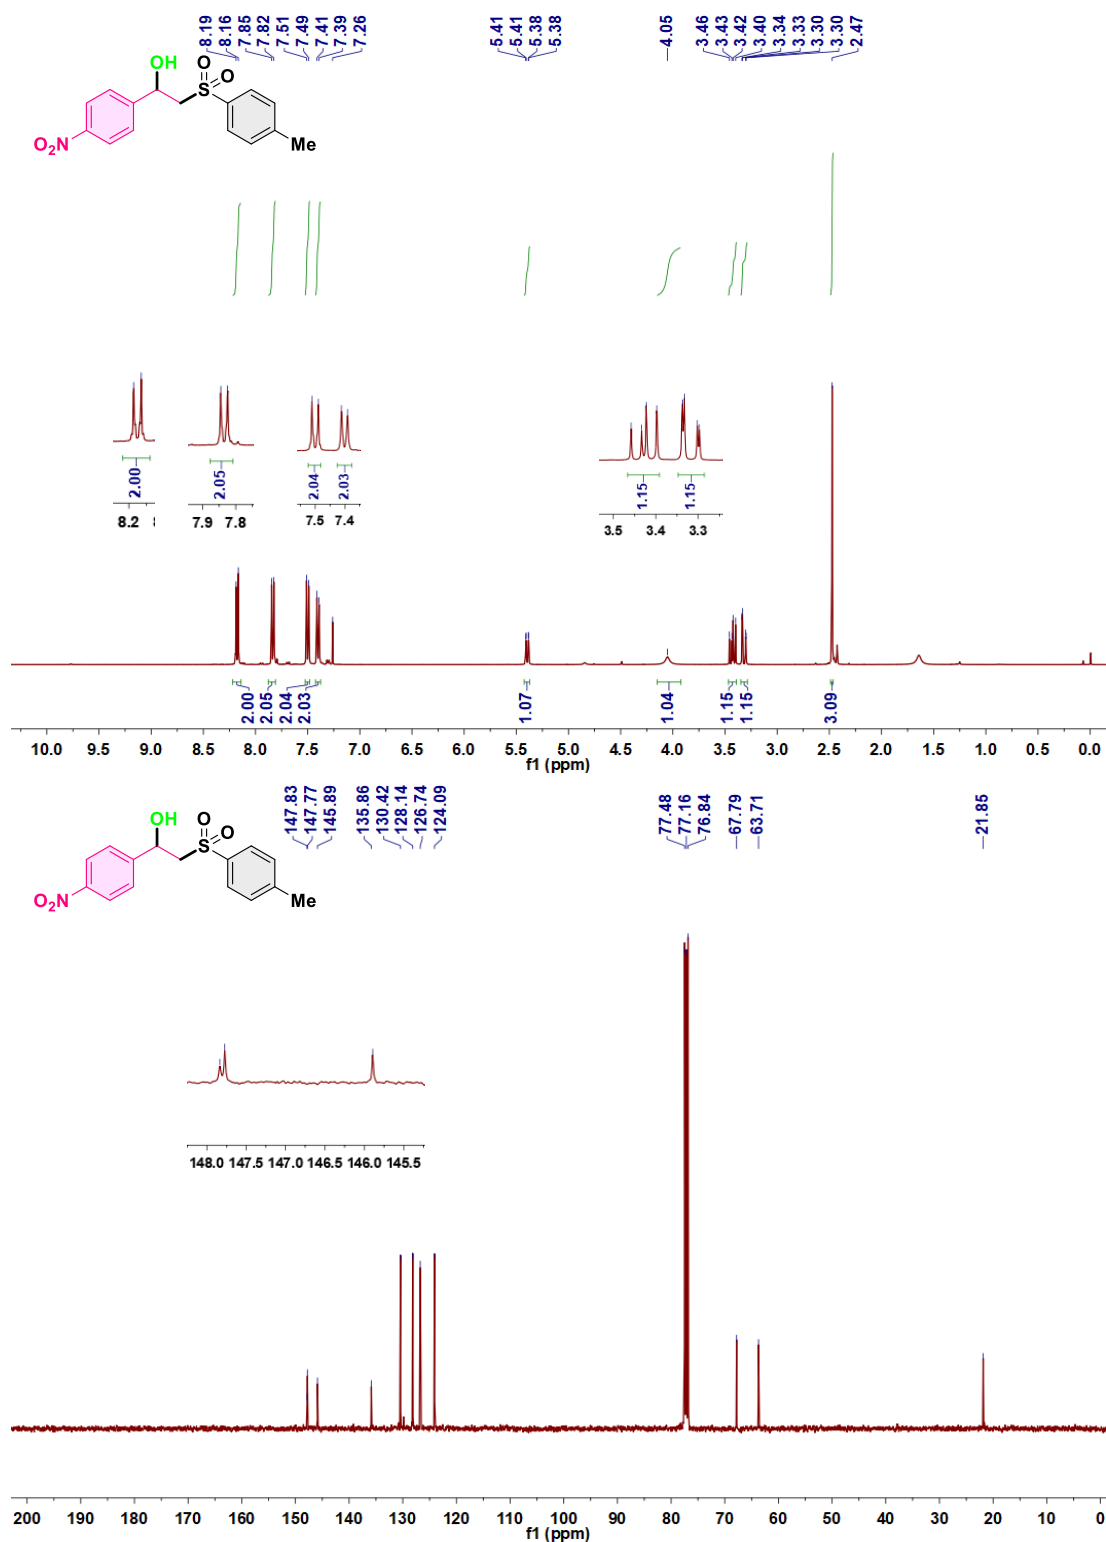 8.19 8.16 7.85 7.82 7.51 7.49 7.41 7.39 7.26 5.41 5.41 5.38 5.38 4.05 3.46 3.43 3.42 3.40 3.34 3.33 3.30 3.30 2.47
OH
O
O
S
O₂N
Me
2.00 2.05 2.04 2.03 1.15 1.15
8.2 7.9 7.8 7.5 7.4 3.5 3.4 3.3
2.00 2.05 2.04 2.03 1.07 1.04 1.15 1.15 3.09
10.0 9.5 9.0 8.5 8.0 7.5 7.0 6.5 6.0 5.5 5.0 4.5 4.0 3.5 3.0 2.5 2.0 1.5 1.0 0.5 0.0
f1 (ppm)
147.83 147.77 145.89 135.86 130.42 128.14 126.74 124.09 77.48 77.16 76.84 67.79 63.71 21.85
OH
O
O
S
O₂N
Me
148.0 147.5 147.0 146.5 146.0 145.5
200 190 180 170 160 150 140 130 120 110 100 90 80 70 60 50 40 30 20 10 0
f1 (ppm)